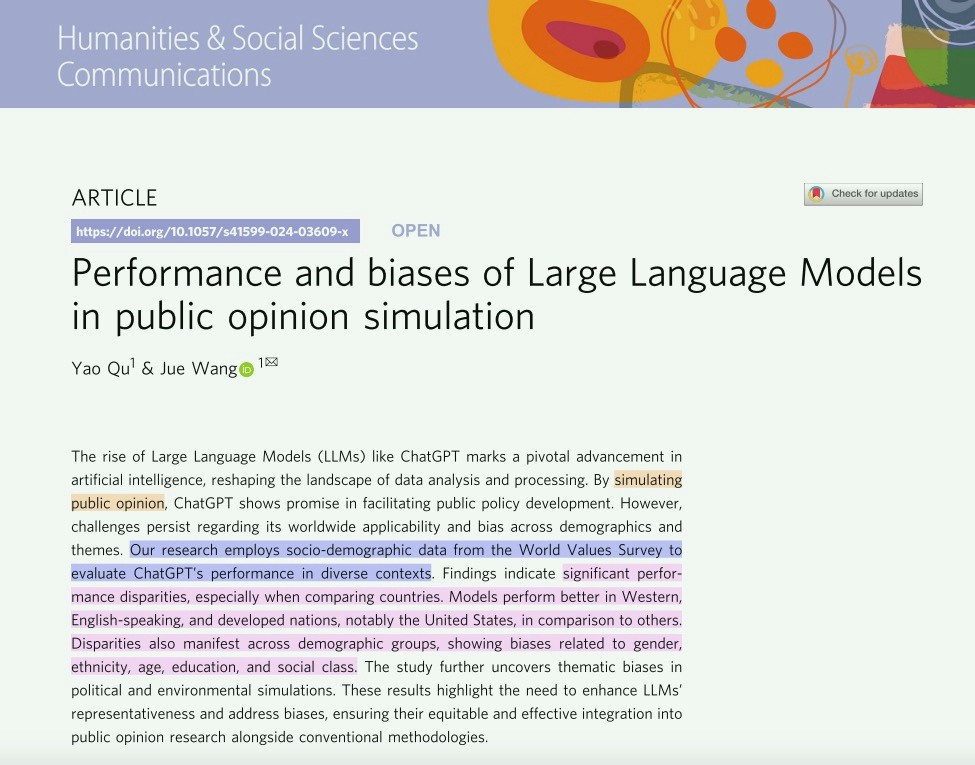 Humanities & Social Sciences
Communications
ARTICLE
Check for updates
https://doi.org/10.1057/s41599-024-03609-x OPEN
Performance and biases of Large Language Models
in public opinion simulation
Yao Qu1 & Jue Wang iD 1✉
The rise of Large Language Models (LLMs) like ChatGPT marks a pivotal advancement in
artificial intelligence, reshaping the landscape of data analysis and processing. By simulating
public opinion, ChatGPT shows promise in facilitating public policy development. However,
challenges persist regarding its worldwide applicability and bias across demographics and
themes. Our research employs socio-demographic data from the World Values Survey to
evaluate ChatGPT's performance in diverse contexts. Findings indicate significant perfor-
mance disparities, especially when comparing countries. Models perform better in Western,
English-speaking, and developed nations, notably the United States, in comparison to others.
Disparities also manifest across demographic groups, showing biases related to gender,
ethnicity, age, education, and social class. The study further uncovers thematic biases in
political and environmental simulations. These results highlight the need to enhance LLMs'
representativeness and address biases, ensuring their equitable and effective integration into
public opinion research alongside conventional methodologies.